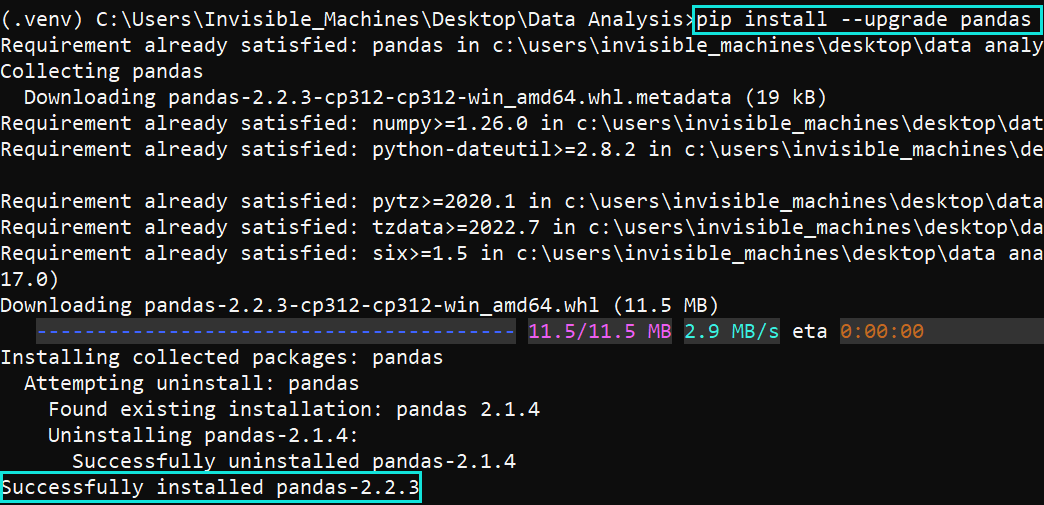 (.venv) C:\Users\Invisible_Machines\Desktop\Data Analysis>pip install --upgrade pandas
Requirement already satisfied: pandas in c:\users\invisible_machines\desktop\data analy
Collecting pandas
  Downloading pandas-2.2.3-cp312-cp312-win_amd64.whl.metadata (19 kB)
Requirement already satisfied: numpy>=1.26.0 in c:\users\invisible_machines\desktop\dat
Requirement already satisfied: python-dateutil>=2.8.2 in c:\users\invisible_machines\de
Requirement already satisfied: pytz>=2020.1 in c:\users\invisible_machines\desktop\data
Requirement already satisfied: tzdata>=2022.7 in c:\users\invisible_machines\desktop\da
Requirement already satisfied: six>=1.5 in c:\users\invisible_machines\desktop\data ana
17.0)
Downloading pandas-2.2.3-cp312-cp312-win_amd64.whl (11.5 MB)
   ---------------------------------------- 11.5/11.5 MB 2.9 MB/s eta 0:00:00
Installing collected packages: pandas
  Attempting uninstall: pandas
    Found existing installation: pandas 2.1.4
    Uninstalling pandas-2.1.4:
      Successfully uninstalled pandas-2.1.4
Successfully installed pandas-2.2.3